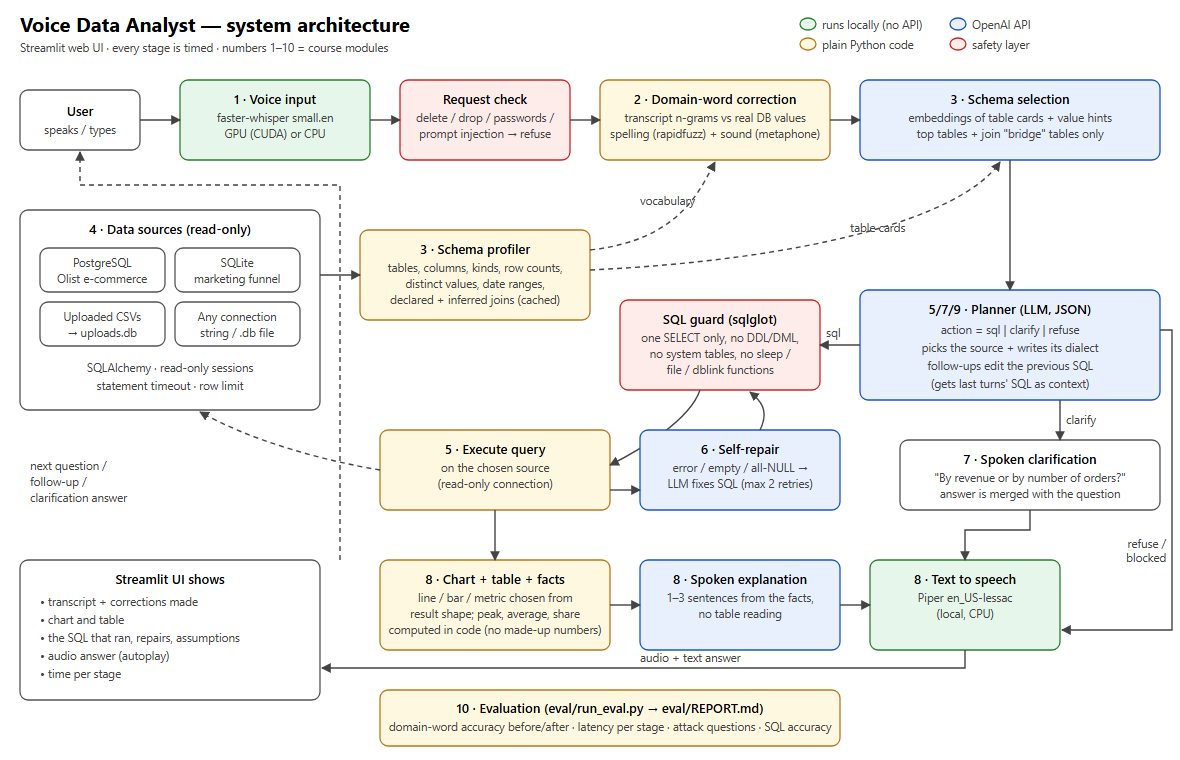 Voice Data Analyst — system architecture
Streamlit web UI · every stage is timed · numbers 1–10 = course modules
runs locally (no API)
OpenAI API
plain Python code
safety layer
User
speaks / types
1 · Voice input
faster-whisper small.en
GPU (CUDA) or CPU
Request check
delete / drop / passwords /
prompt injection → refuse
2 · Domain-word correction
transcript n-grams vs real DB values
spelling (rapidfuzz) + sound (metaphone)
3 · Schema selection
embeddings of table cards + value hints
top tables + join "bridge" tables only
vocabulary
table cards
4 · Data sources (read-only)
PostgreSQL
Olist e-commerce
SQLite
marketing funnel
Uploaded CSVs
→ uploads.db
Any connection
string / .db file
SQLAlchemy · read-only sessions
statement timeout · row limit
3 · Schema profiler
tables, columns, kinds, row counts,
distinct values, date ranges,
declared + inferred joins (cached)
SQL guard (sqlglot)
one SELECT only, no DDL/DML,
no system tables, no sleep /
file / dblink functions
sql
5/7/9 · Planner (LLM, JSON)
action = sql | clarify | refuse
picks the source + writes its dialect
follow-ups edit the previous SQL
(gets last turns' SQL as context)
clarify
next question /
follow-up /
clarification answer
5 · Execute query
on the chosen source
(read-only connection)
6 · Self-repair
error / empty / all-NULL →
LLM fixes SQL (max 2 retries)
7 · Spoken clarification
"By revenue or by number of orders?"
answer is merged with the question
refuse /
blocked
Streamlit UI shows
• transcript + corrections made
• chart and table
• the SQL that ran, repairs, assumptions
• audio answer (autoplay)
• time per stage
8 · Chart + table + facts
line / bar / metric chosen from
result shape; peak, average, share
computed in code (no made-up numbers)
8 · Spoken explanation
1–3 sentences from the facts,
no table reading
8 · Text to speech
Piper en_US-lessac
(local, CPU)
audio + text answer
10 · Evaluation (eval/run_eval.py → eval/REPORT.md)
domain-word accuracy before/after · latency per stage · attack questions · SQL accuracy